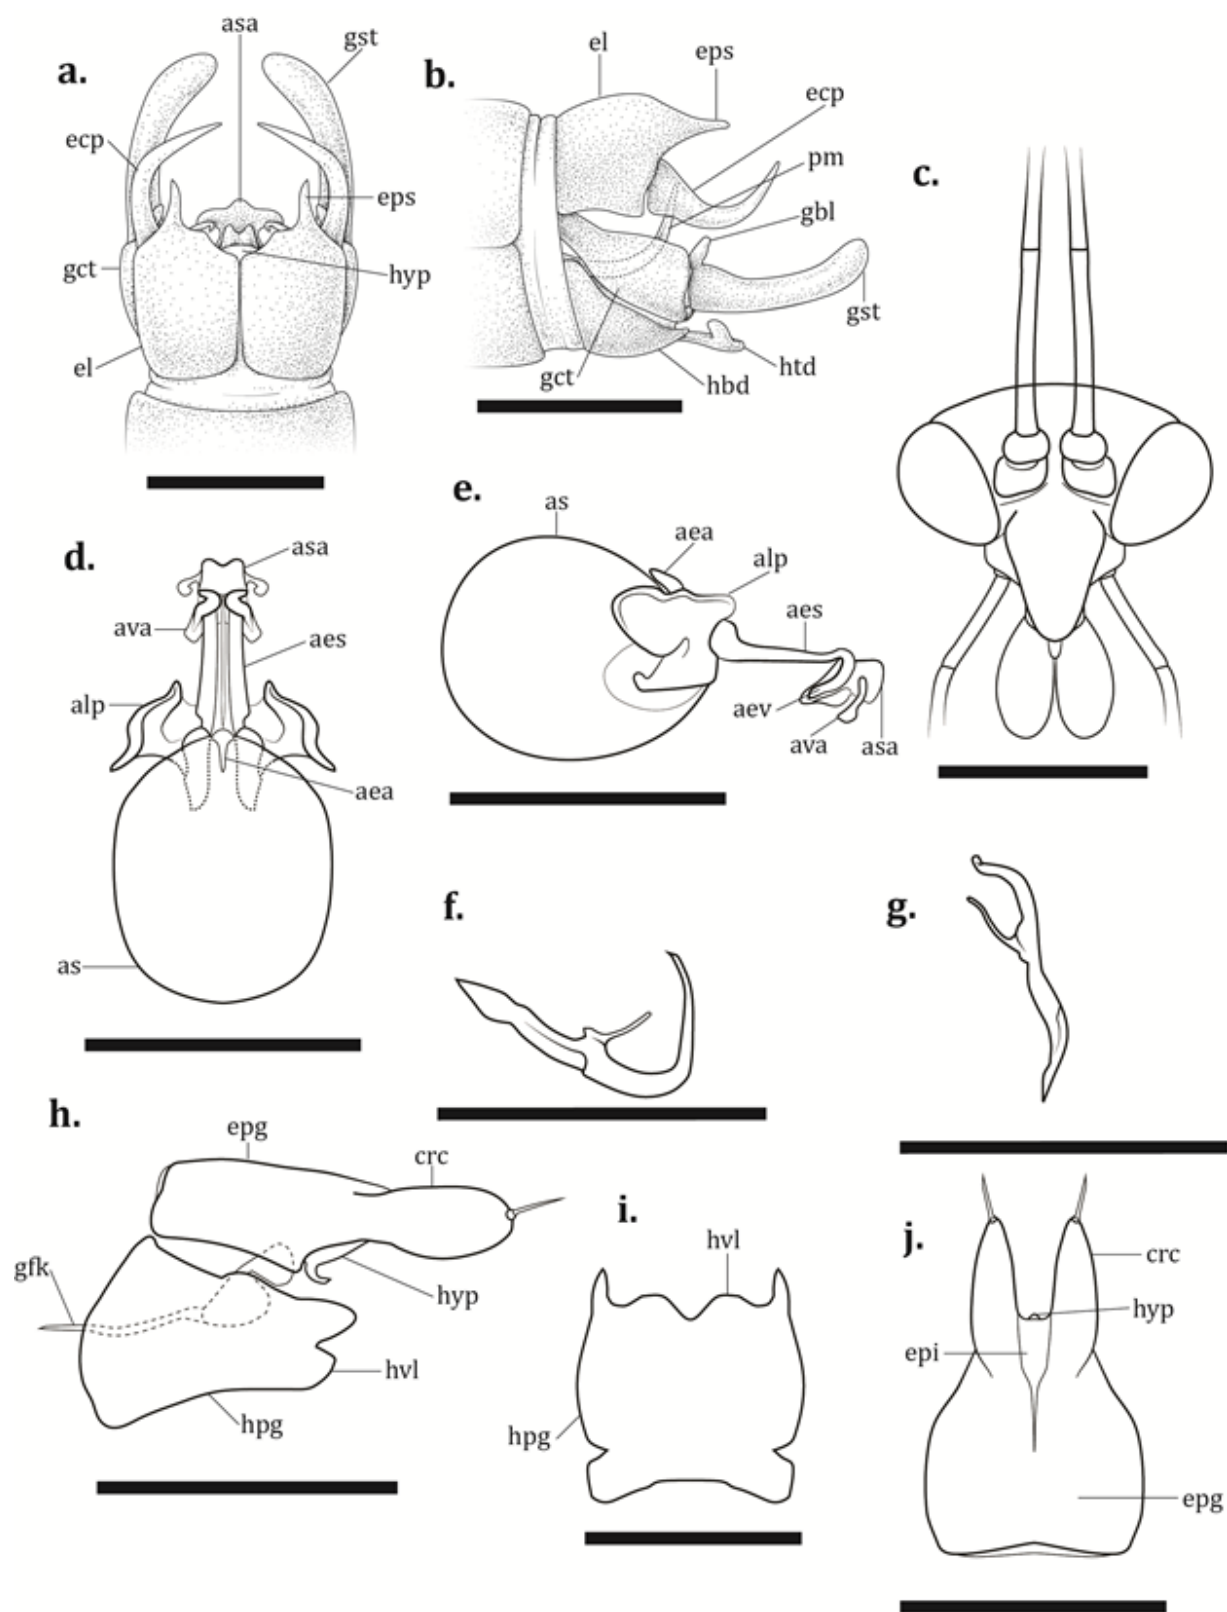 a.
asa
gst
ecp
eps
gct
hyp
el
b.
el
eps
ecp
pm
gbl
gst
gct
hbd
htd
c.
d.
asa
ava
aes
alp
aea
as
e.
as
aea
alp
aes
aev
ava
asa
f.
g.
h.
epg
crc
gfk
hyp
hvl
hpg
i.
hvl
hpg
j.
crc
hyp
epi
epg